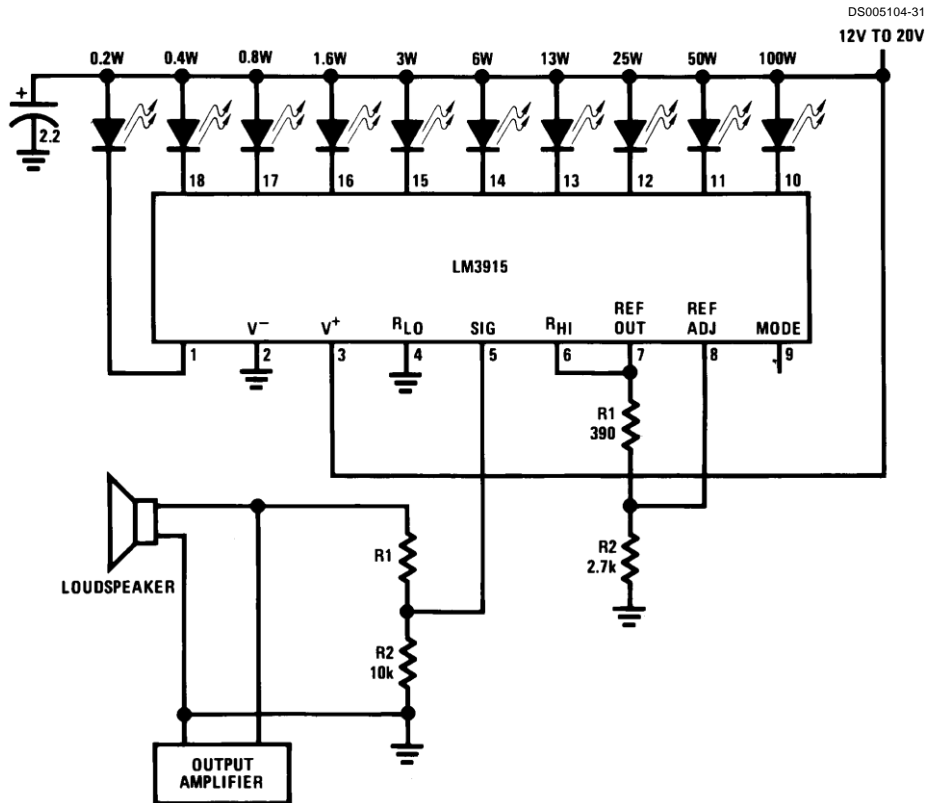 DS005104-31
12V TO 20V
0.2W 0.4W 0.8W 1.6W 3W 6W 13W 25W 50W 100W
+
2.2
18 17 16 15 14 13 12 11 10
LM3915
V− V+ RLO SIG RHI REF OUT REF ADJ MODE
1 2 3 4 5 6 7 8 9
R1
390
R2
2.7k
LOUDSPEAKER
R1
R2
10k
OUTPUT
AMPLIFIER